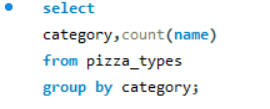 select
category,count(name)
from pizza_types
group by category;